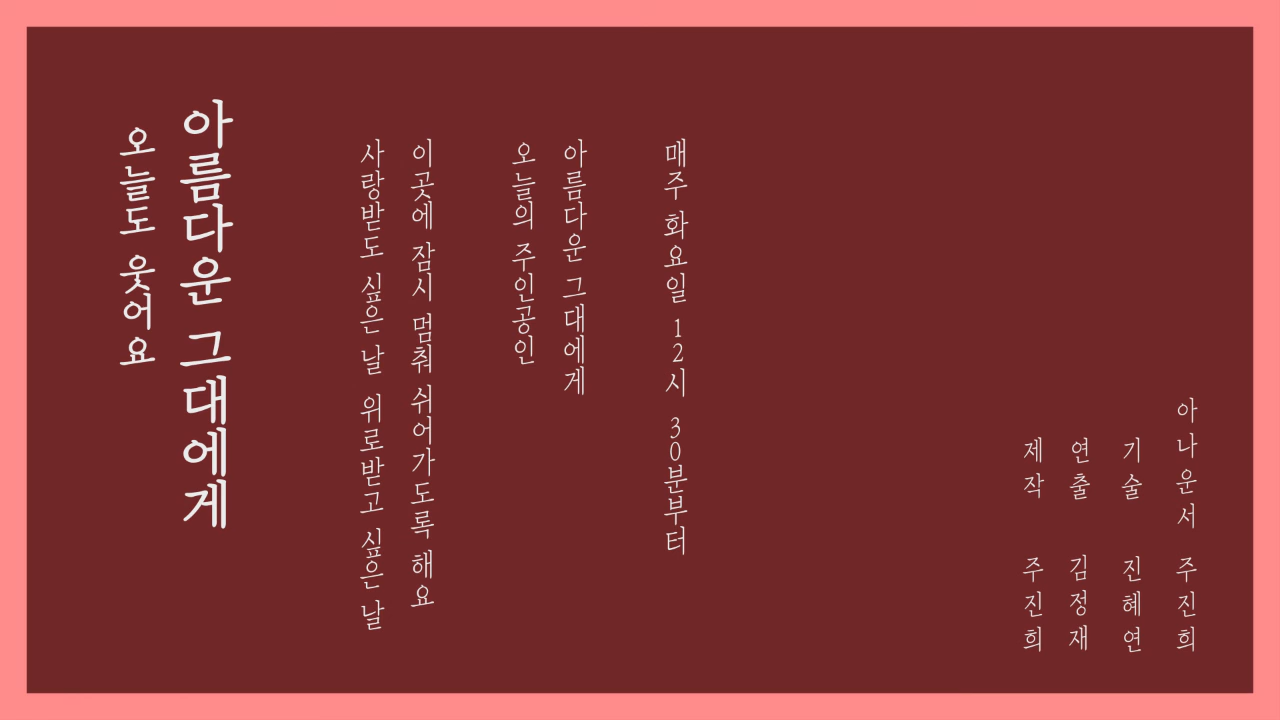 오늘도 웃어요
아름다운 그대에게
사랑받도 싶은 날 위로받고 싶은 날
이곳에 잠시 멈춰 쉬어가도록 해요
오늘의 주인공인
아름다운 그대에게
매주 화요일 12시 30분부터
제작 주진희
연출 김정재
기술 진혜연
아나운서 주진희